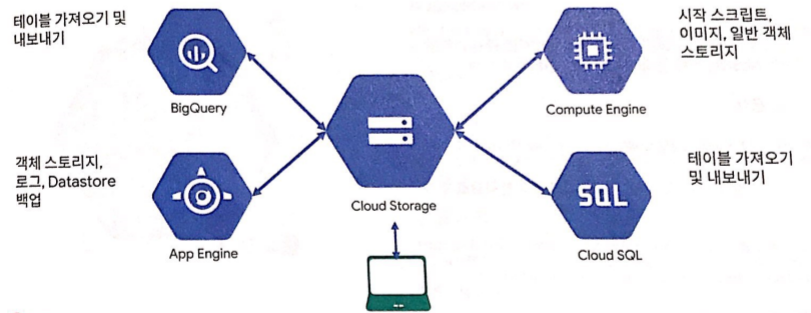 테이블 가져오기 및
내보내기
BigQuery
시작 스크립트,
이미지, 일반 객체
스토리지
Compute Engine
객체 스토리지,
로그, Datastore
백업
App Engine
Cloud Storage
테이블 가져오기
및 내보내기
SQL
Cloud SQL